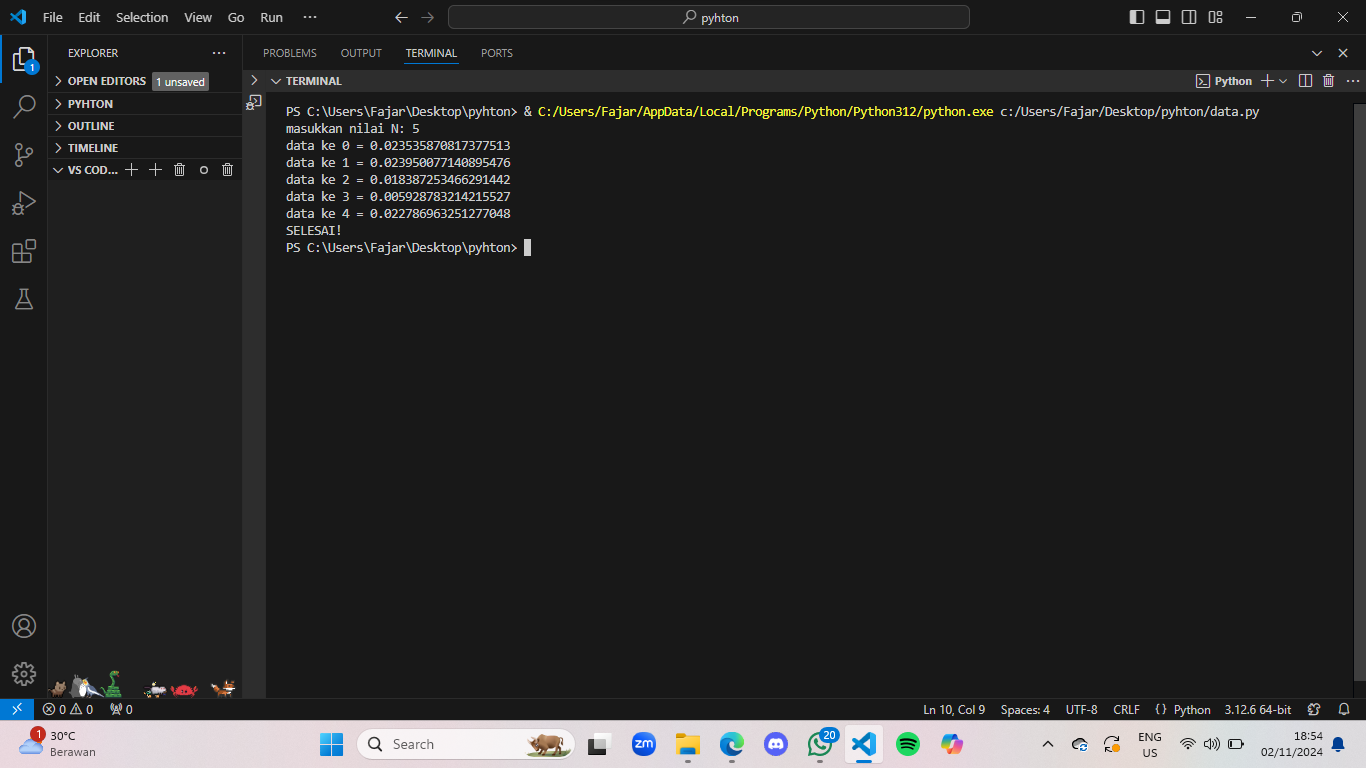 File Edit Selection View Go Run ... pyhton
EXPLORER ... PROBLEMS OUTPUT TERMINAL PORTS
1
OPEN EDITORS 1 unsaved
PYHTON
OUTLINE
TIMELINE
VS COD...
TERMINAL Python ...
PS C:\Users\Fajar\Desktop\pyhton> & C:/Users/Fajar/AppData/Local/Programs/Python/Python312/python.exe c:/Users/Fajar/Desktop/pyhton/data.py
masukkan nilai N: 5
data ke 0 = 0.023535870817377513
data ke 1 = 0.023950077140895476
data ke 2 = 0.018387253466291442
data ke 3 = 0.005928783214215527
data ke 4 = 0.022786963251277048
SELESAI!
PS C:\Users\Fajar\Desktop\pyhton>
0 0 0 Ln 10, Col 9 Spaces: 4 UTF-8 CRLF {} Python 3.12.6 64-bit
1 30°C
Berawan
Search
zm
20
ENG
US
18:54
02/11/2024